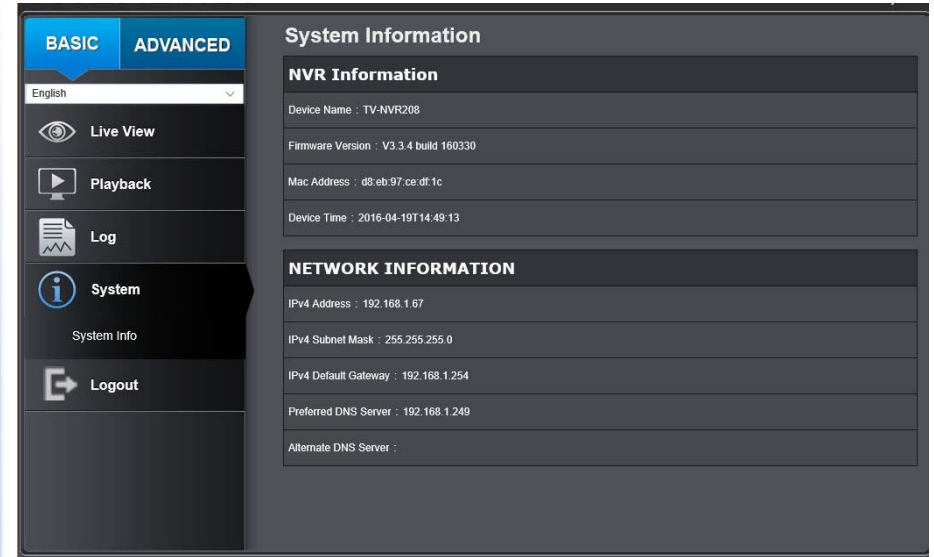 BASIC
ADVANCED
English
Live View
Playback
Log
System
System Info
Logout
System Information
NVR Information
Device Name : TV-NVR208
Firmware Version : V3.3.4 build 160330
Mac Address : d8:eb:97:ce:df:1c
Device Time : 2016-04-19T14:49:13
NETWORK INFORMATION
IPv4 Address : 192.168.1.67
IPv4 Subnet Mask : 255.255.255.0
IPv4 Default Gateway : 192.168.1.254
Preferred DNS Server : 192.168.1.249
Alternate DNS Server :